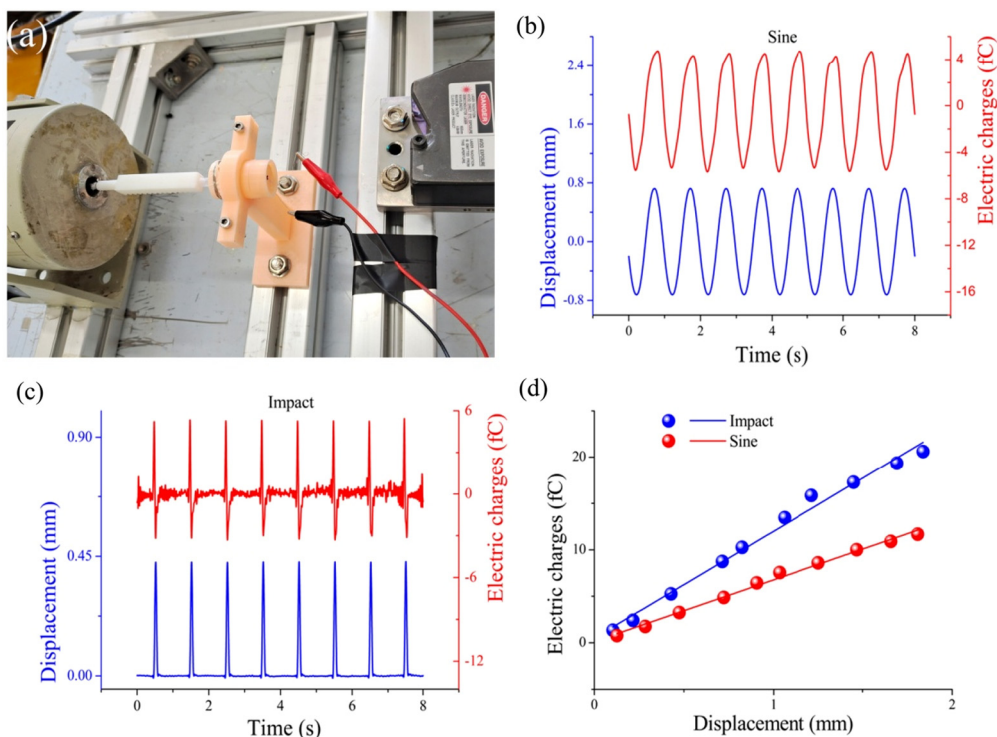 (a)
DANGER
(b)
Sine
Electric charges (fC)
4
0
-4
-8
-12
-16
Displacement (mm)
2.4
1.6
0.8
0.0
-0.8
0 2 4 6 8
Time (s)
(c)
Impact
Electric charges (fC)
6
3
0
-3
-6
-9
-12
Displacement (mm)
0.90
0.45
0.00
0 2 4 6 8
Time (s)
(d)
Impact
Sine
Electric charges (fC)
20
10
0
0 1 2
Displacement (mm)